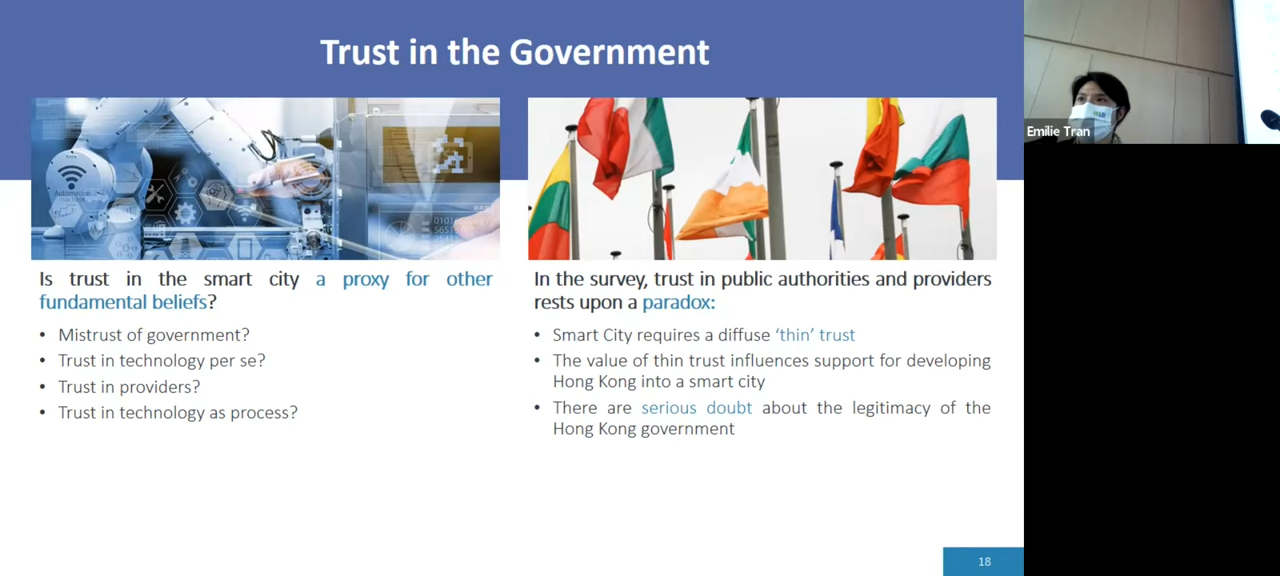 Trust in the Government
Automation
Is trust in the smart city a proxy for other
fundamental beliefs?
• Mistrust of government?
• Trust in technology per se?
• Trust in providers?
• Trust in technology as process?
In the survey, trust in public authorities and providers
rests upon a paradox:
• Smart City requires a diffuse ‘thin’ trust
• The value of thin trust influences support for developing
Hong Kong into a smart city
• There are serious doubt about the legitimacy of the
Hong Kong government
18
Emilie Tran